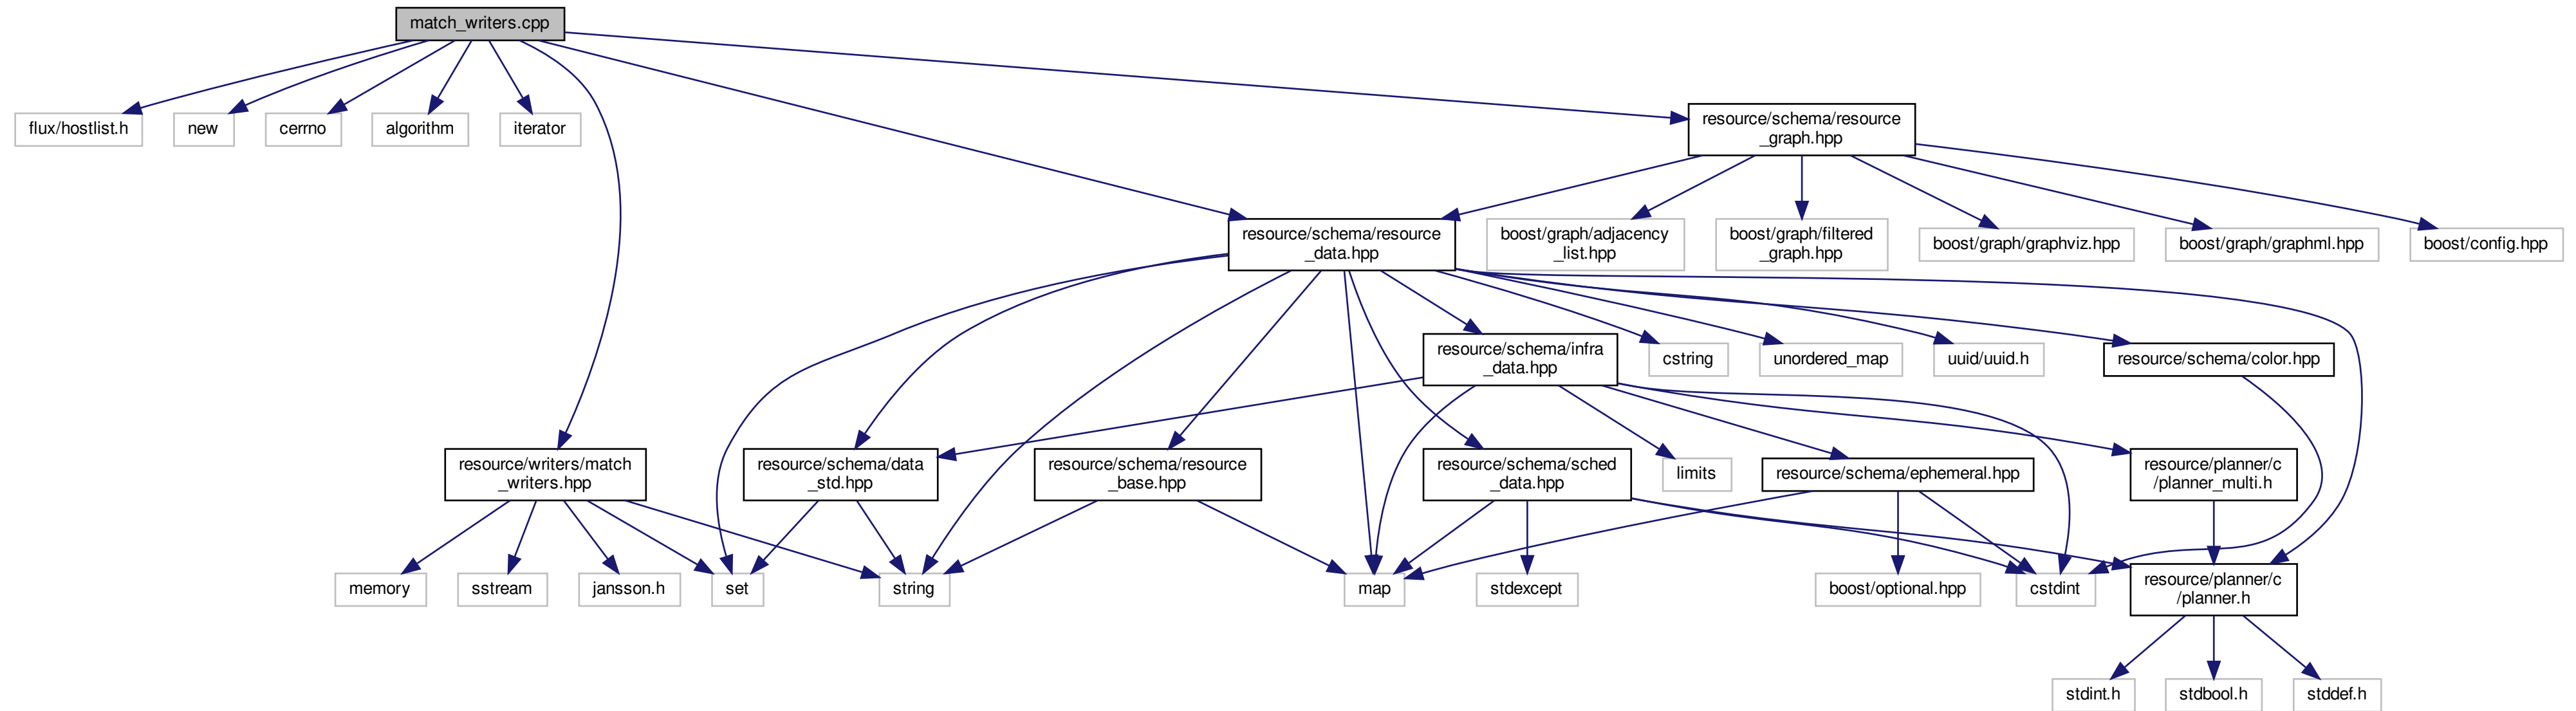 match_writers.cpp
flux/hostlist.h
new
cerrno
algorithm
iterator
resource/schema/resource
_graph.hpp
resource/schema/resource
_data.hpp
boost/graph/adjacency
_list.hpp
boost/graph/filtered
_graph.hpp
boost/graph/graphviz.hpp
boost/graph/graphml.hpp
boost/config.hpp
resource/schema/infra
_data.hpp
cstring
unordered_map
uuid/uuid.h
resource/schema/color.hpp
resource/writers/match
_writers.hpp
resource/schema/data
_std.hpp
resource/schema/resource
_base.hpp
resource/schema/sched
_data.hpp
limits
resource/schema/ephemeral.hpp
resource/planner/c
/planner_multi.h
memory
sstream
jansson.h
set
string
map
stdexcept
boost/optional.hpp
cstdint
resource/planner/c
/planner.h
stdint.h
stdbool.h
stddef.h